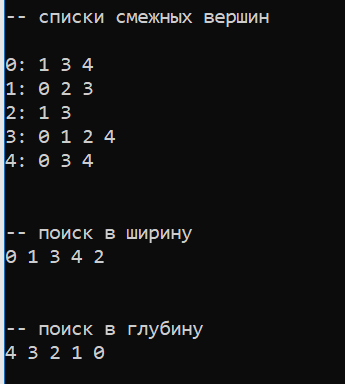 -- списки смежных вершин
0: 1 3 4
1: 0 2 3
2: 1 3
3: 0 1 2 4
4: 0 3 4
-- поиск в ширину
0 1 3 4 2
-- поиск в глубину
4 3 2 1 0